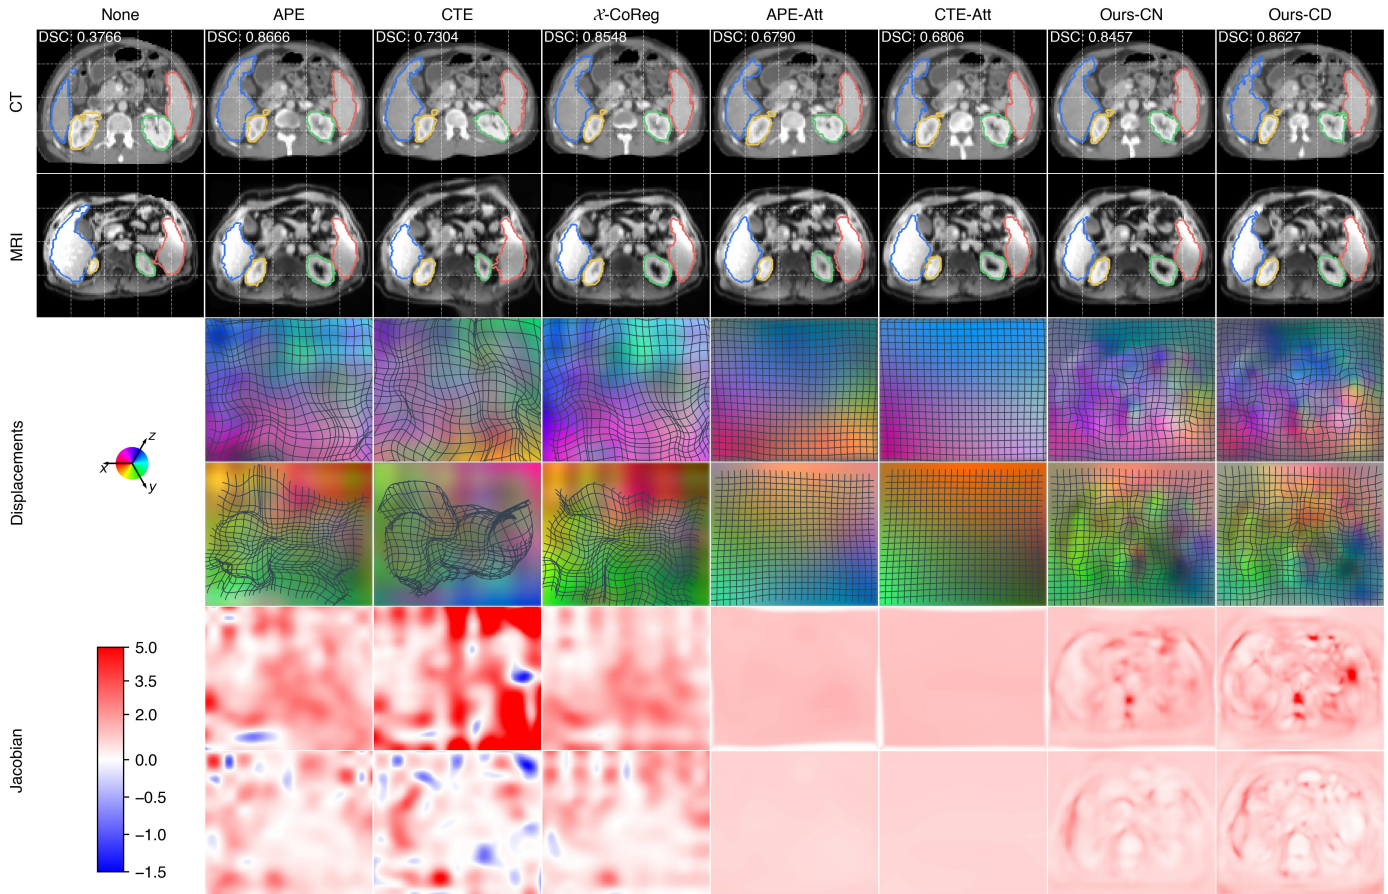 None APE CTE 𝒳-CoReg APE-Att CTE-Att Ours-CN Ours-CD
CT
DSC: 0.3766 DSC: 0.8666 DSC: 0.7304 DSC: 0.8548 DSC: 0.6790 DSC: 0.6806 DSC: 0.8457 DSC: 0.8627
MRI
Displacements
z
x
y
Jacobian
5.0
3.5
2.0
0.0
−0.5
−1.0
−1.5